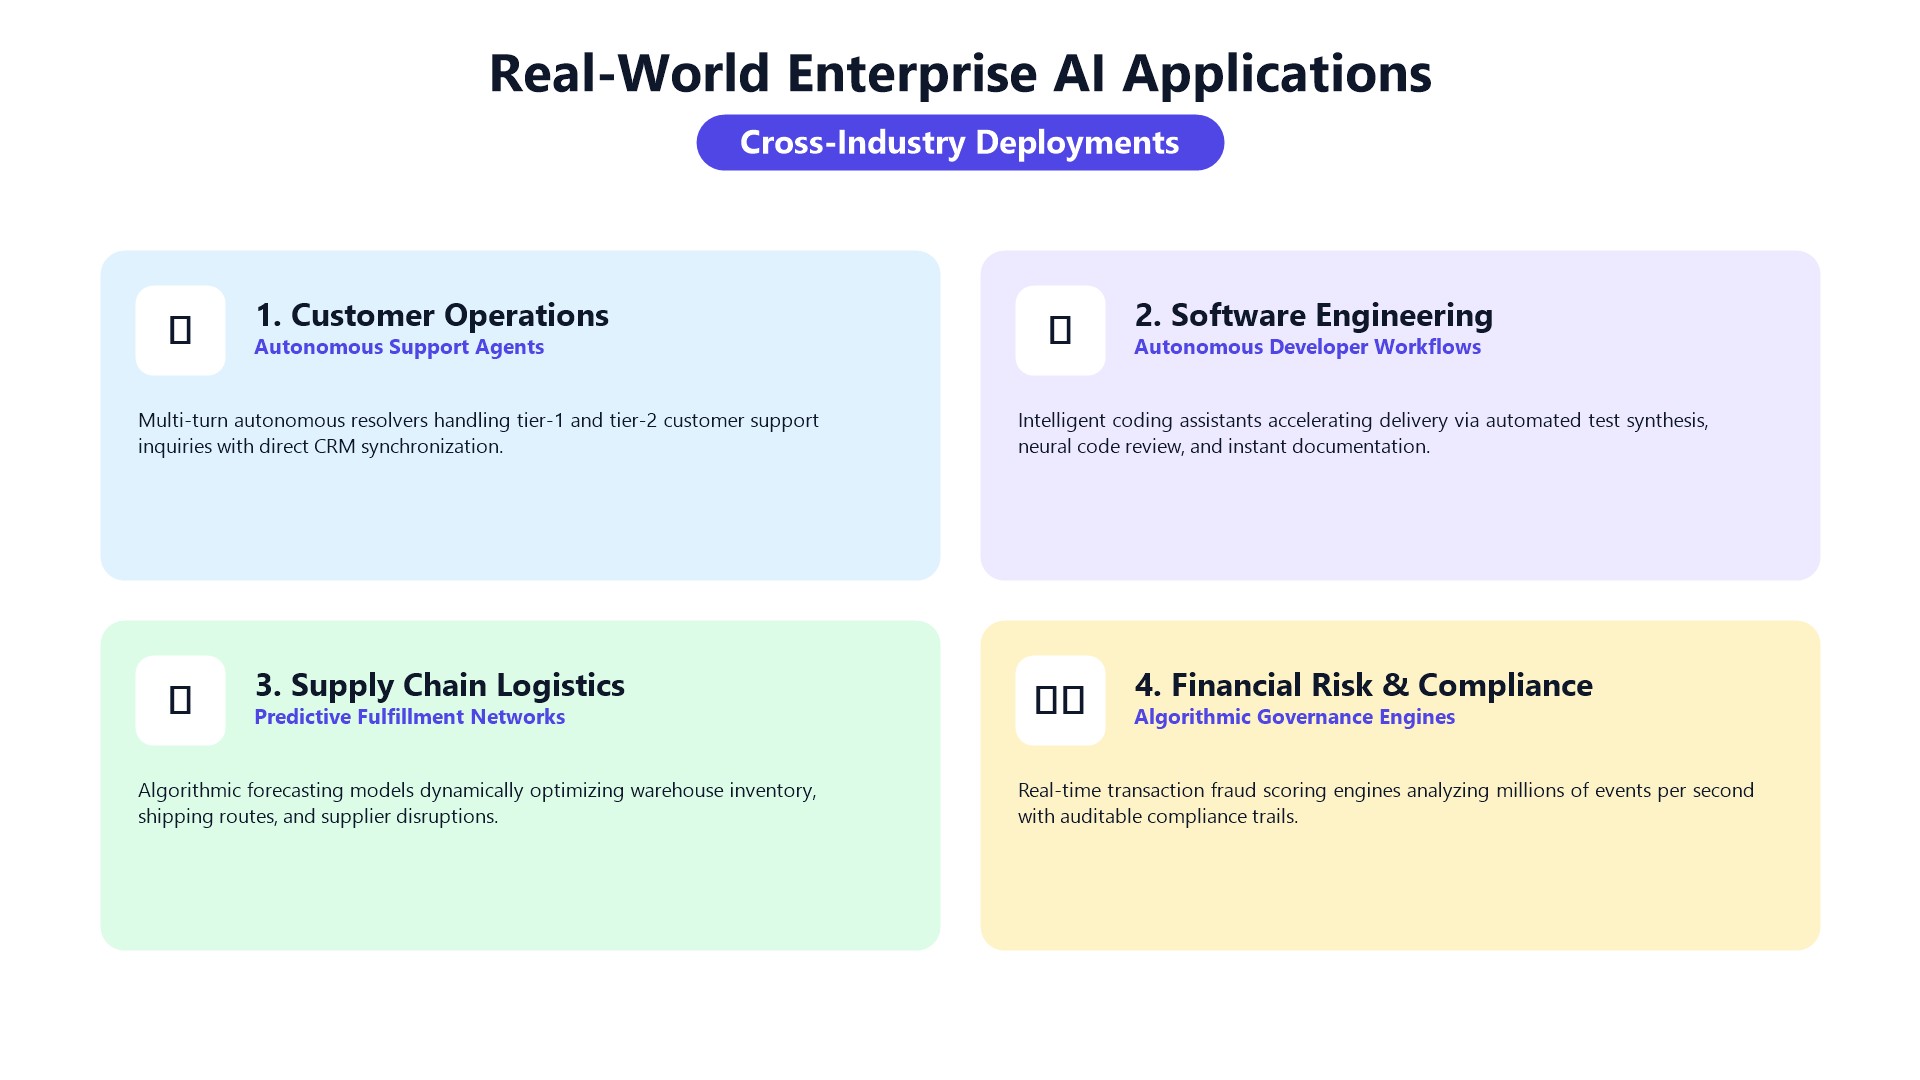 Real-World Enterprise AI Applications
Cross-Industry Deployments
1. Customer Operations
Autonomous Support Agents
Multi-turn autonomous resolvers handling tier-1 and tier-2 customer support
inquiries with direct CRM synchronization.
2. Software Engineering
Autonomous Developer Workflows
Intelligent coding assistants accelerating delivery via automated test synthesis,
neural code review, and instant documentation.
3. Supply Chain Logistics
Predictive Fulfillment Networks
Algorithmic forecasting models dynamically optimizing warehouse inventory,
shipping routes, and supplier disruptions.
4. Financial Risk & Compliance
Algorithmic Governance Engines
Real-time transaction fraud scoring engines analyzing millions of events per second
with auditable compliance trails.